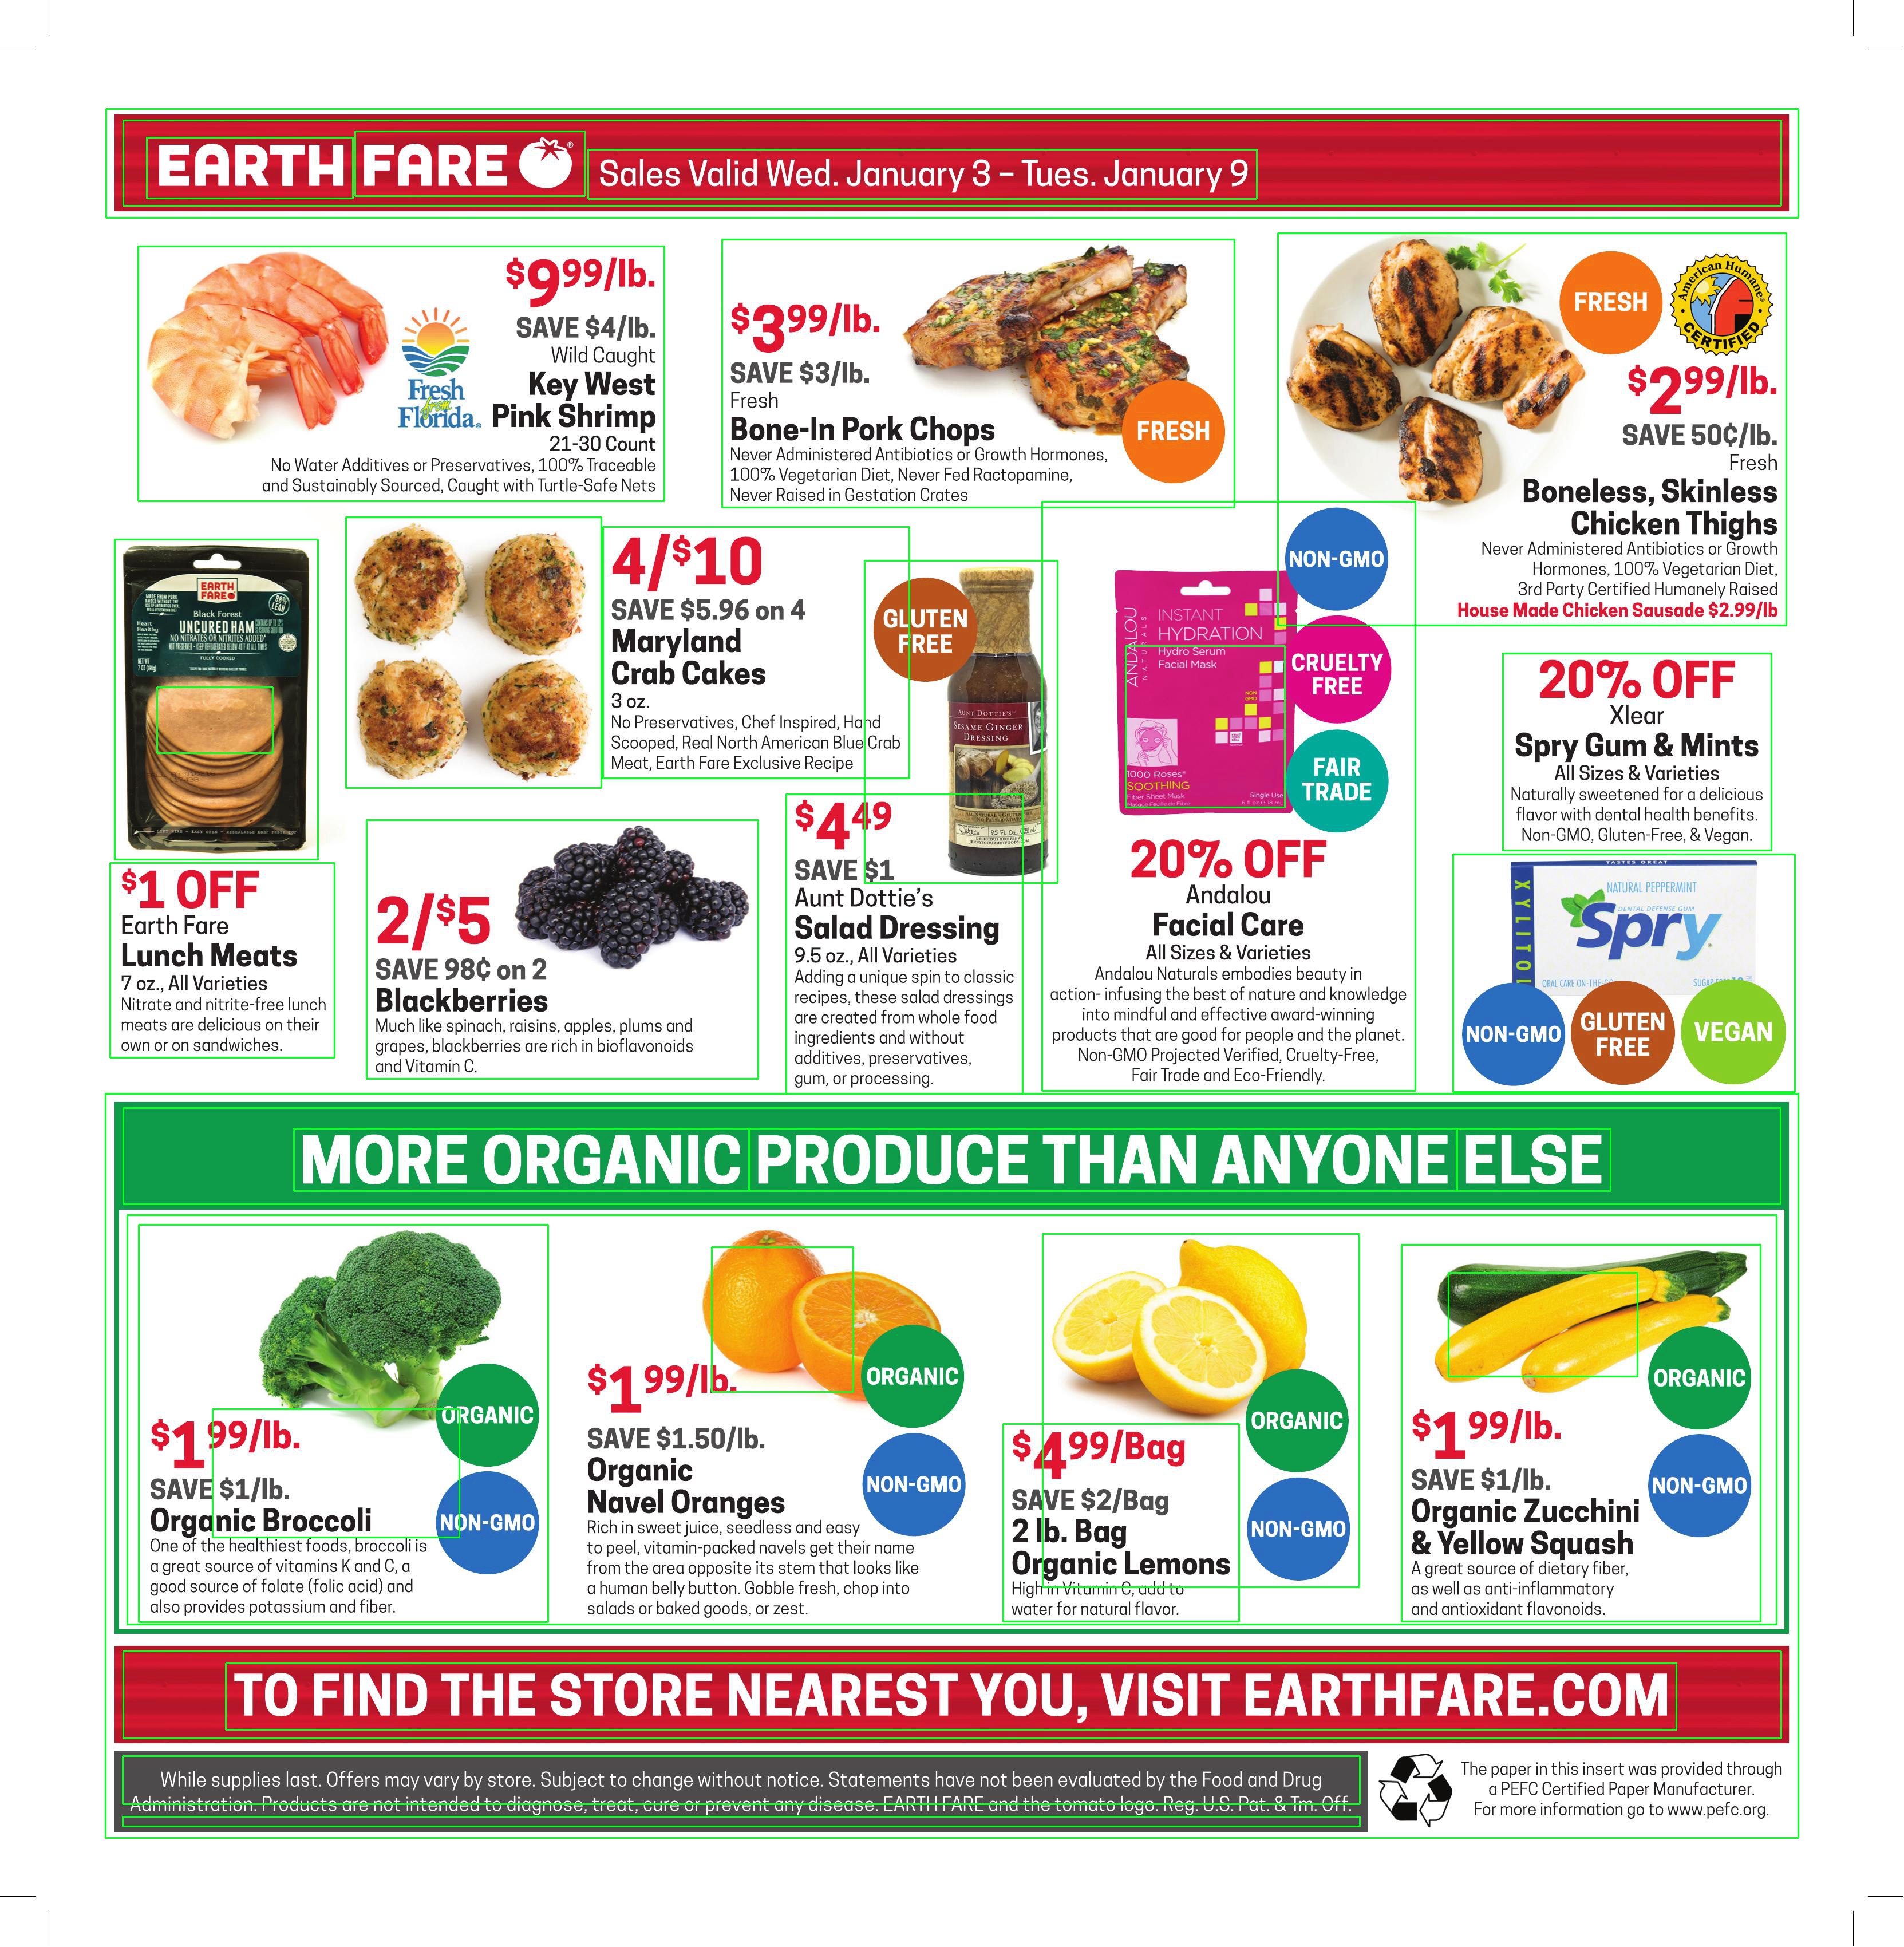 EARTH FARE
Sales Valid Wed. January 3 – Tues. January 9
$9 99/lb.
SAVE $4/lb.
Wild Caught
Key West
Pink Shrimp
21-30 Count
No Water Additives or Preservatives, 100% Traceable
and Sustainably Sourced, Caught with Turtle-Safe Nets
Fresh
from
Florida.
$3 99/lb.
SAVE $3/lb.
Fresh
Bone-In Pork Chops
Never Administered Antibiotics or Growth Hormones,
100% Vegetarian Diet, Never Fed Ractopamine,
Never Raised in Gestation Crates
FRESH
FRESH
American Humane
CERTIFIED
$2 99/lb.
SAVE 50¢/lb.
Fresh
Boneless, Skinless
Chicken Thighs
Never Administered Antibiotics or Growth
Hormones, 100% Vegetarian Diet,
3rd Party Certified Humanely Raised
House Made Chicken Sausade $2.99/lb
EARTH
FARE
98%
LEAN
Black Forest
UNCURED HAM
NO NITRATES OR NITRITES ADDED*
Heart
Healthy
FULLY COOKED
NET WT
$1 OFF
Earth Fare
Lunch Meats
7 oz., All Varieties
Nitrate and nitrite-free lunch
meats are delicious on their
own or on sandwiches.
4/$10
SAVE $5.96 on 4
Maryland
Crab Cakes
3 oz.
No Preservatives, Chef Inspired, Hand
Scooped, Real North American Blue Crab
Meat, Earth Fare Exclusive Recipe
2/$5
SAVE 98¢ on 2
Blackberries
Much like spinach, raisins, apples, plums and
grapes, blackberries are rich in bioflavonoids
and Vitamin C.
GLUTEN
FREE
AUNT DOTTIE'S
SESAME GINGER
DRESSING
$4 49
SAVE $1
Aunt Dottie's
Salad Dressing
9.5 oz., All Varieties
Adding a unique spin to classic
recipes, these salad dressings
are created from whole food
ingredients and without
additives, preservatives,
gum, or processing.
ANDALOU
NATURALS
INSTANT
HYDRATION
Hydro Serum
Facial Mask
NON
GMO
1000 Roses®
SOOTHING
Fiber Sheet Mask
Single Use
NON-GMO
CRUELTY
FREE
FAIR
TRADE
20% OFF
Andalou
Facial Care
All Sizes & Varieties
Andalou Naturals embodies beauty in
action- infusing the best of nature and knowledge
into mindful and effective award-winning
products that are good for people and the planet.
Non-GMO Projected Verified, Cruelty-Free,
Fair Trade and Eco-Friendly.
20% OFF
Xlear
Spry Gum & Mints
All Sizes & Varieties
Naturally sweetened for a delicious
flavor with dental health benefits.
Non-GMO, Gluten-Free, & Vegan.
TASTES GREAT
XYLITOL
NATURAL PEPPERMINT
DENTAL DEFENSE GUM
Spry
ORAL CARE ON-THE-GO
NON-GMO
GLUTEN
FREE
VEGAN
MORE ORGANIC PRODUCE THAN ANYONE ELSE
$1 99/lb.
SAVE $1/lb.
Organic Broccoli
One of the healthiest foods, broccoli is
a great source of vitamins K and C, a
good source of folate (folic acid) and
also provides potassium and fiber.
ORGANIC
NON-GMO
$1 99/lb.
SAVE $1.50/lb.
Organic
Navel Oranges
Rich in sweet juice, seedless and easy
to peel, vitamin-packed navels get their name
from the area opposite its stem that looks like
a human belly button. Gobble fresh, chop into
salads or baked goods, or zest.
ORGANIC
NON-GMO
$4 99/Bag
SAVE $2/Bag
2 lb. Bag
Organic Lemons
High in Vitamin C, add to
water for natural flavor.
ORGANIC
NON-GMO
$1 99/lb.
SAVE $1/lb.
Organic Zucchini
& Yellow Squash
A great source of dietary fiber,
as well as anti-inflammatory
and antioxidant flavonoids.
ORGANIC
NON-GMO
TO FIND THE STORE NEAREST YOU, VISIT EARTHFARE.COM
While supplies last. Offers may vary by store. Subject to change without notice. Statements have not been evaluated by the Food and Drug
Administration. Products are not intended to diagnose, treat, cure or prevent any disease. EARTH FARE and the tomato logo. Reg. U.S. Pat. & Tm. Off.
The paper in this insert was provided through
a PEFC Certified Paper Manufacturer.
For more information go to www.pefc.org.